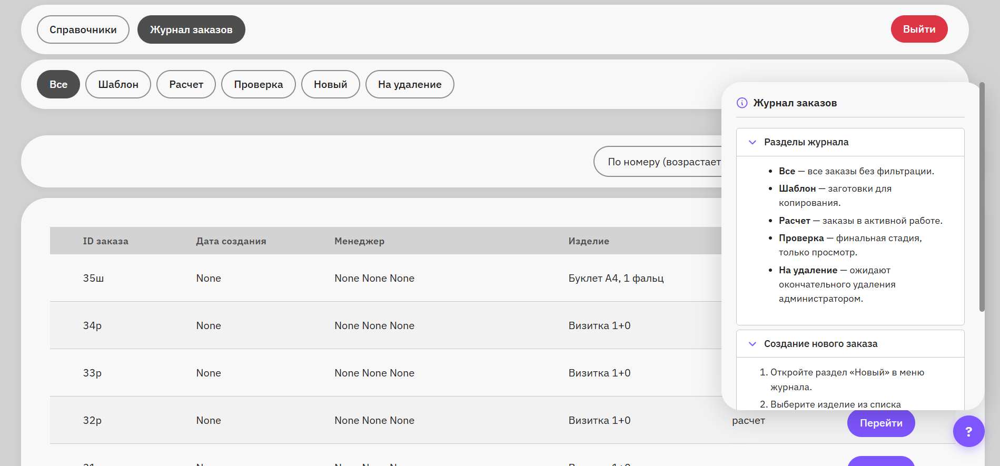 Справочники Журнал заказов Выйти
Все Шаблон Расчет Проверка Новый На удаление
По номеру (возрастает
ID заказа Дата создания Менеджер Изделие
35ш None None None None Буклет А4, 1 фальц
34р None None None None Визитка 1+0
33р None None None None Визитка 1+0
32р None None None None Визитка 1+0 расчет Перейти
Журнал заказов
Разделы журнала
Все — все заказы без фильтрации.
Шаблон — заготовки для
копирования.
Расчет — заказы в активной работе.
Проверка — финальная стадия,
только просмотр.
На удаление — ожидают
окончательного удаления
администратором.
Создание нового заказа
1. Откройте раздел «Новый» в меню
журнала.
2. Выберите изделие из списка
?